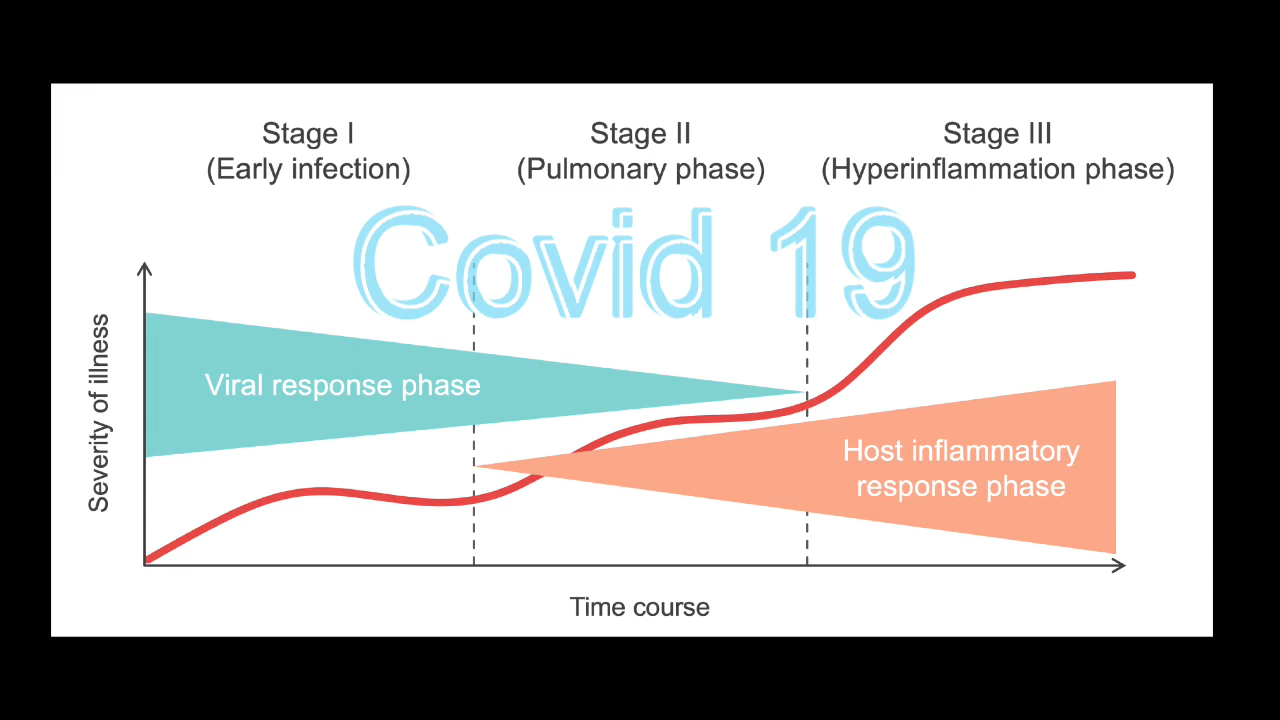 Stage I
(Early infection)
Stage II
(Pulmonary phase)
Stage III
(Hyperinflammation phase)
Covid 19
Severity of illness
Viral response phase
Host inflammatory
response phase
Time course